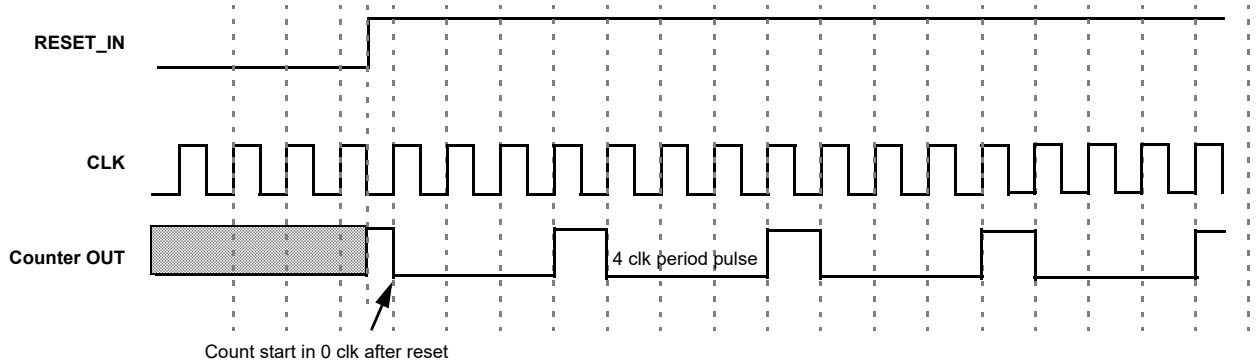 RESET_IN
CLK
Counter OUT
4 clk period pulse
Count start in 0 clk after reset